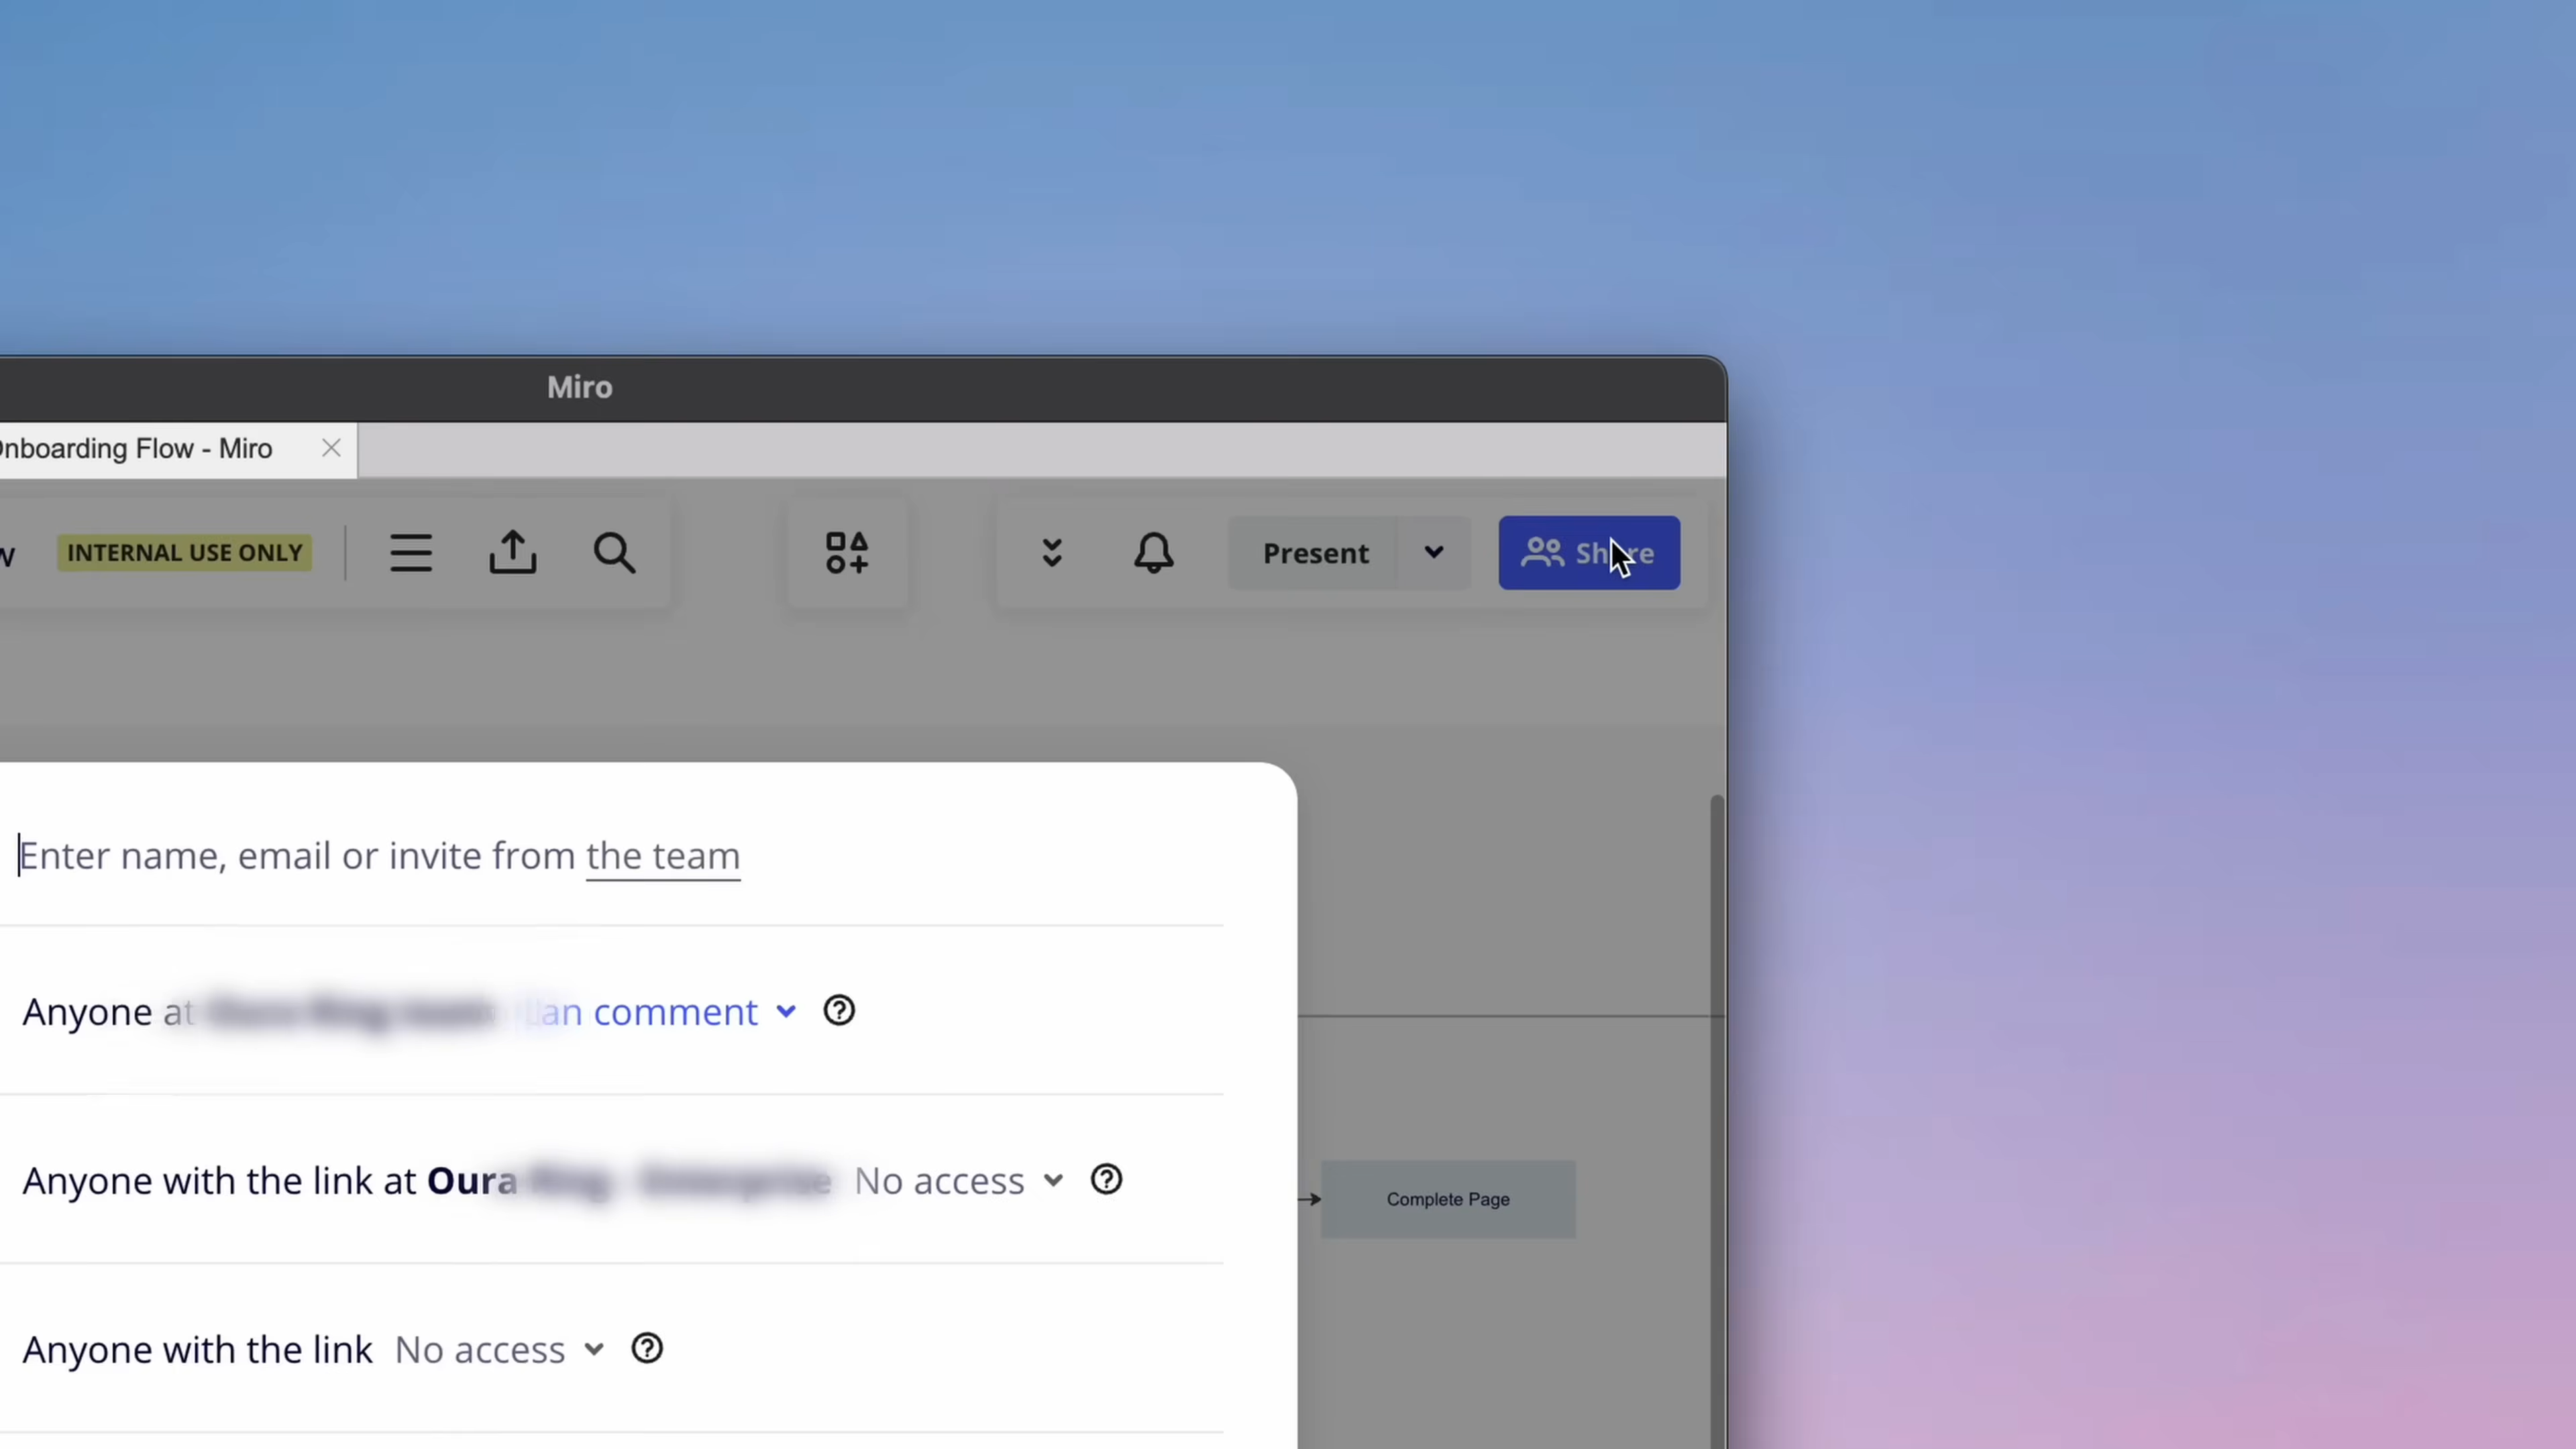 Miro
nboarding Flow - Miro
w INTERNAL USE ONLY Present Share
Enter name, email or invite from the team
Anyone at an comment
Anyone with the link at Oura No access
Complete Page
Anyone with the link No access